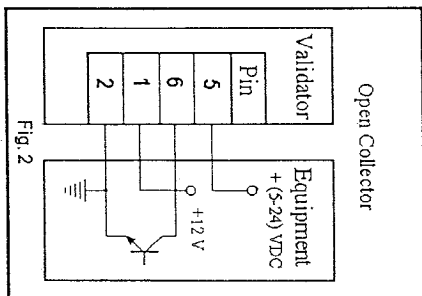 Open Collector
Validator
Pin
5
6
1
2
Equipment
+ (5-24) VDC
+12 V
Fig. 2